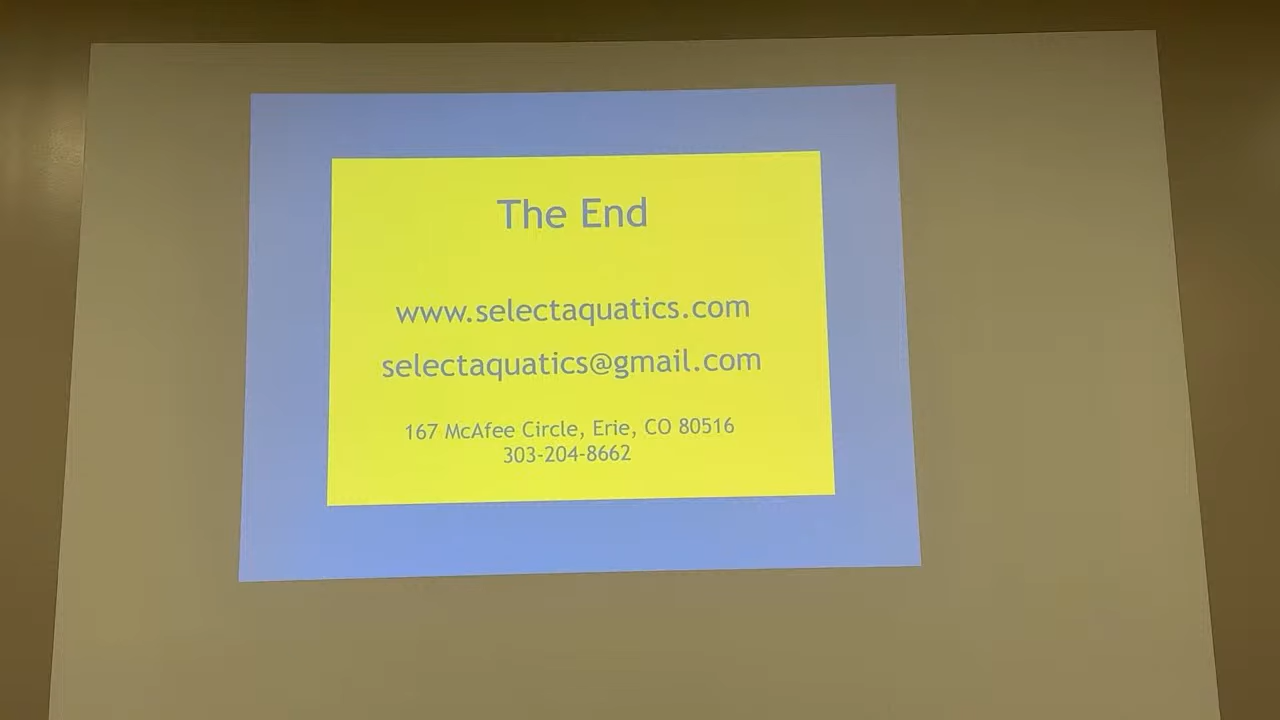 The End
www.selectaquatics.com
selectaquatics@gmail.com
167 McAfee Circle, Erie, CO 80516
303-204-8662